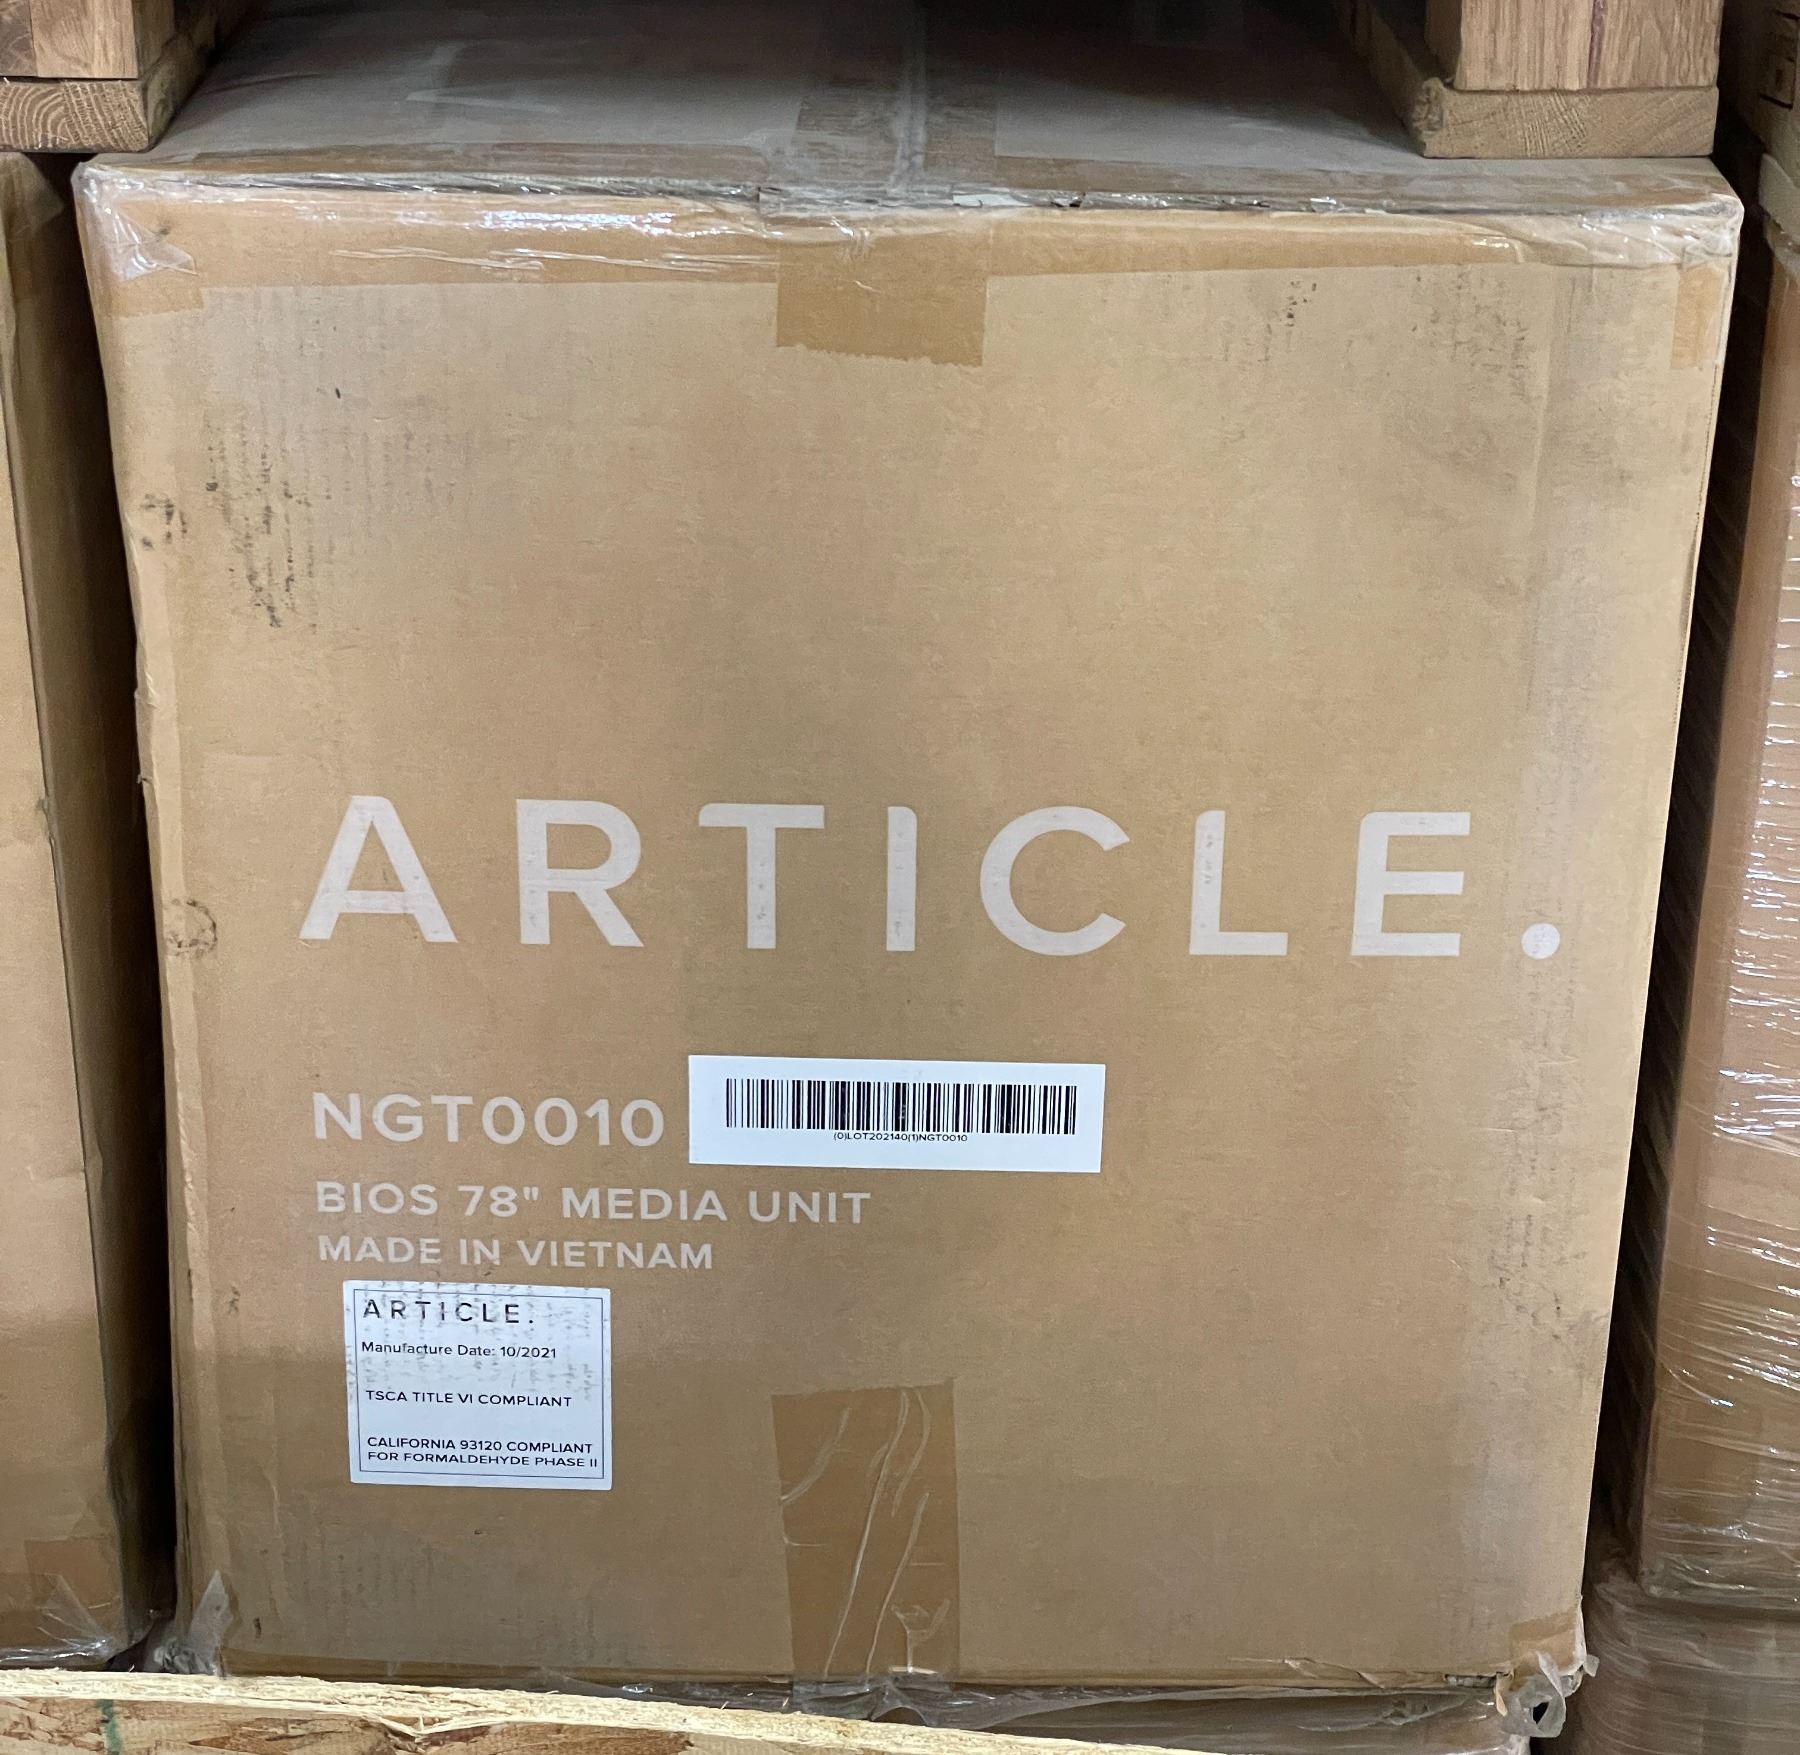 ARTICLE.
NGT0010
(0)LOT202140(1)NGT0010
BIOS 78" MEDIA UNIT
MADE IN VIETNAM
ARTICLE.
Manufacture Date: 10/2021
TSCA TITLE VI COMPLIANT
CALIFORNIA 93120 COMPLIANT
FOR FORMALDEHYDE PHASE II